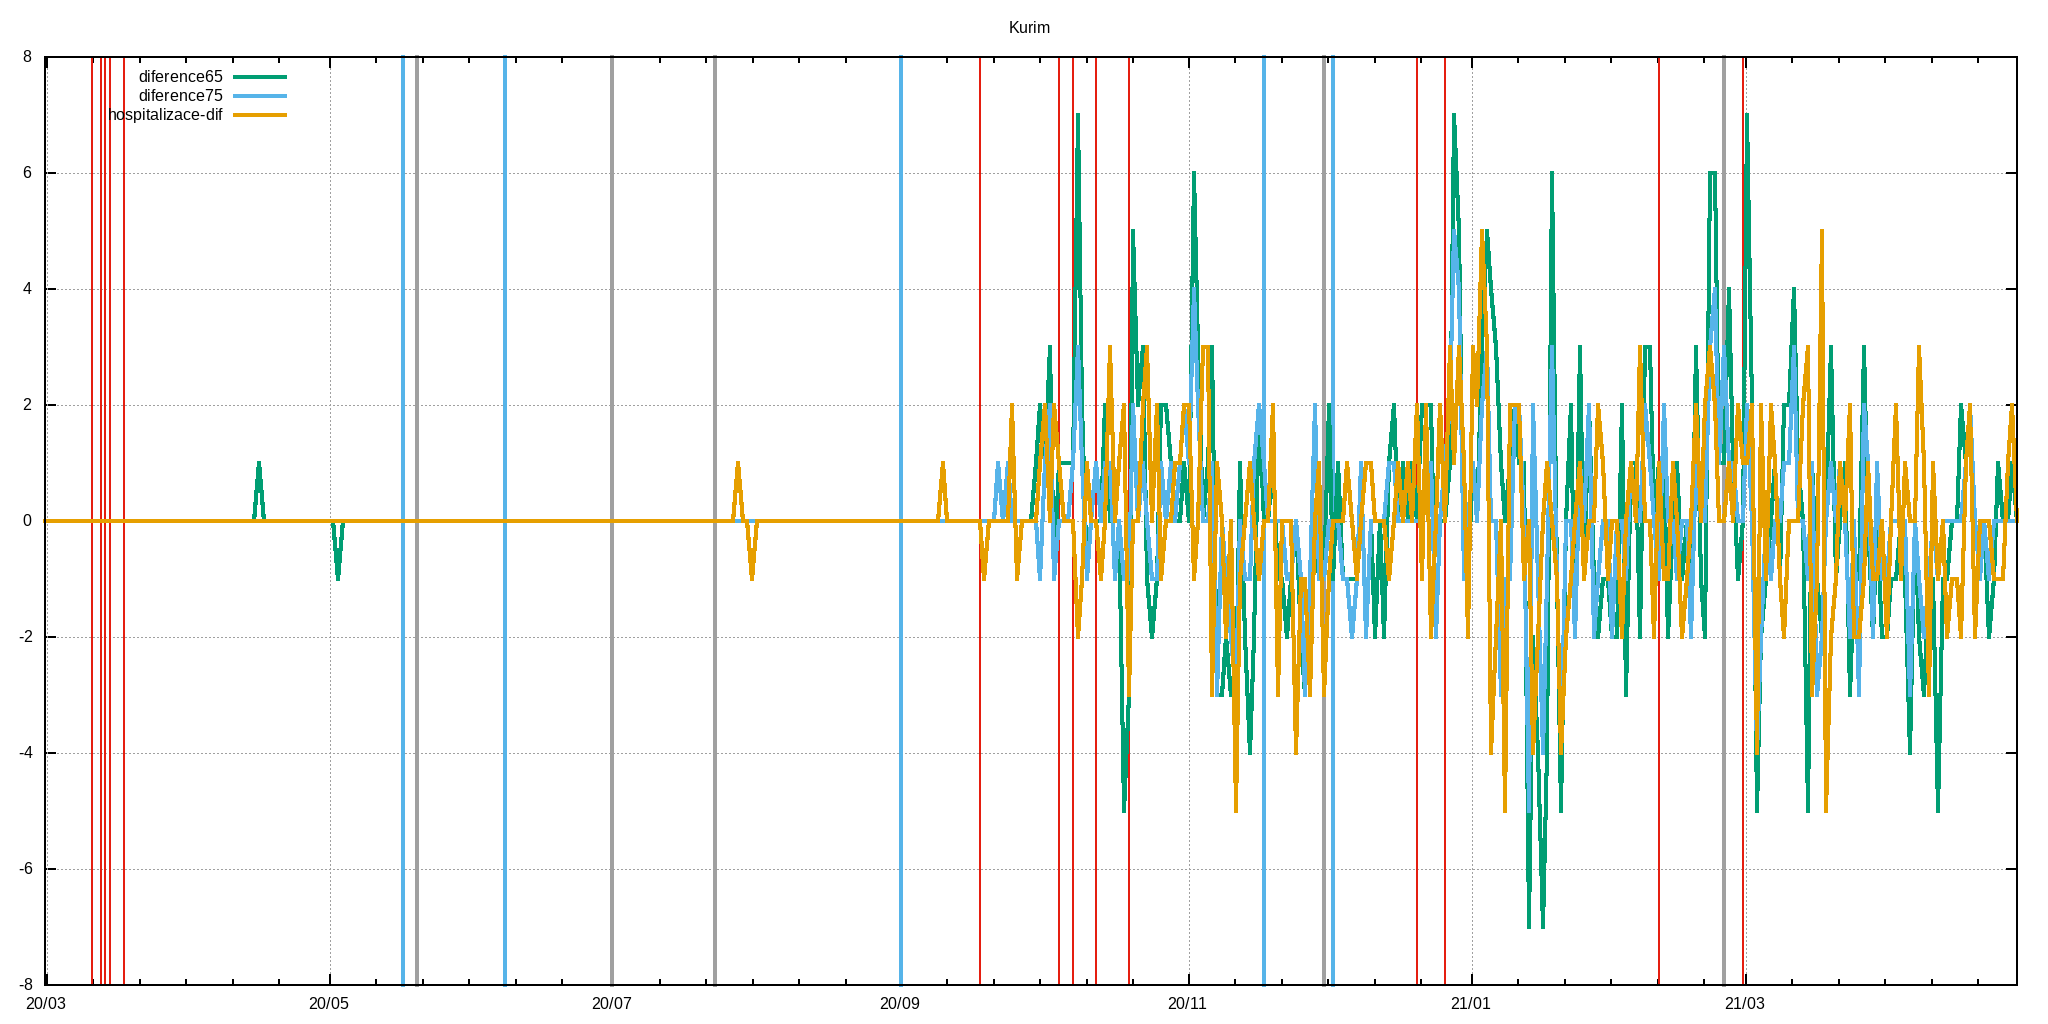 Kurim
8
diference65
diference75
hospitalizace-dif
6
4
2
0
-2
-4
-6
-8
20/03 20/05 20/07 20/09 20/11 21/01 21/03